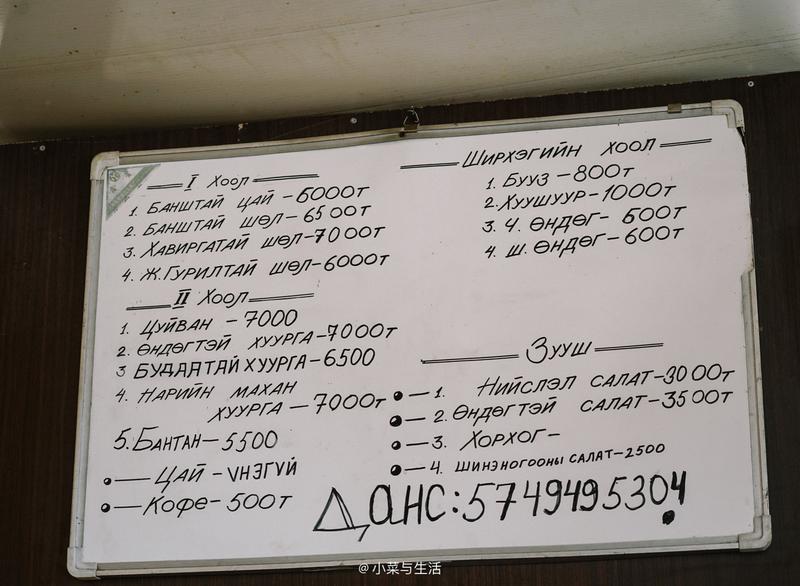 I Хоол
1. Банштай цай - 6000т
2. Банштай шөл - 6500т
3. Хавиргатай шөл - 7000т
4. Ж.Гурилтай шөл - 6000т
II Хоол
1. Цуйван - 7000
2. Өндөгтэй хуурга - 7000т
3 Будаатай хуурга - 6500
4. Нарийн махан
хуурга - 7000т
5. Бантан - 5500
Цай - үнэгүй
Кофе - 500т
Ширхэгийн хоол
1. Бууз - 800т
2. Хуушуур - 1000т
3. Ч. Өндөг - 600т
4. Ш. Өндөг - 600т
Зууш
1. Нийслэл салат - 3000т
2. Өндөгтэй салат - 3500т
3. Хорхог -
4. Шинэ ногооны салат - 2500
Данс: 5749495304
@小菜与生活